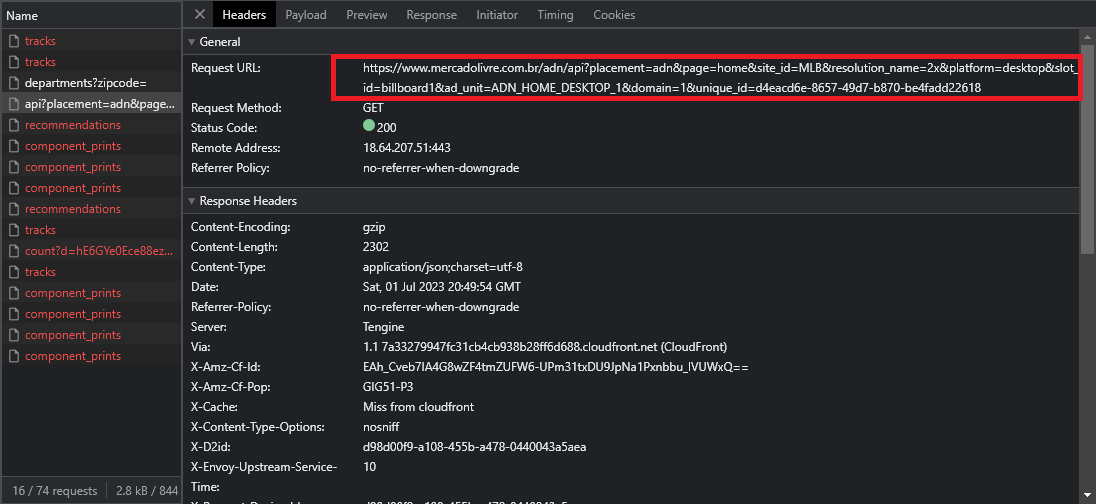 Name
tracks
tracks
departments?zipcode=
api?placement=adn&page...
recommendations
component_prints
component_prints
component_prints
recommendations
tracks
count?d=hE6GYe0Ece88ez...
tracks
component_prints
component_prints
component_prints
component_prints
16 / 74 requests 2.8 kB / 844
Headers Payload Preview Response Initiator Timing Cookies
General
Request URL: https://www.mercadolivre.com.br/adn/api?placement=adn&page=home&site_id=MLB&resolution_name=2x&platform=desktop&slot_
id=billboard1&ad_unit=ADN_HOME_DESKTOP_1&domain=1&unique_id=d4eacd6e-8657-49d7-b870-be4fadd22618
Request Method: GET
Status Code: 200
Remote Address: 18.64.207.51:443
Referrer Policy: no-referrer-when-downgrade
Response Headers
Content-Encoding: gzip
Content-Length: 2302
Content-Type: application/json;charset=utf-8
Date: Sat, 01 Jul 2023 20:49:54 GMT
Referrer-Policy: no-referrer-when-downgrade
Server: Tengine
Via: 1.1 7a33279947fc31cb4cb938b28ff6d688.cloudfront.net (CloudFront)
X-Amz-Cf-Id: EAh_Cveb7IA4G8wZF4tmZUFW6-UPm31txDU9JpNa1Pxnbbu_IVUWxQ==
X-Amz-Cf-Pop: GIG51-P3
X-Cache: Miss from cloudfront
X-Content-Type-Options: nosniff
X-D2id: d98d00f9-a108-455b-a478-0440043a5aea
X-Envoy-Upstream-Service- 10
Time: